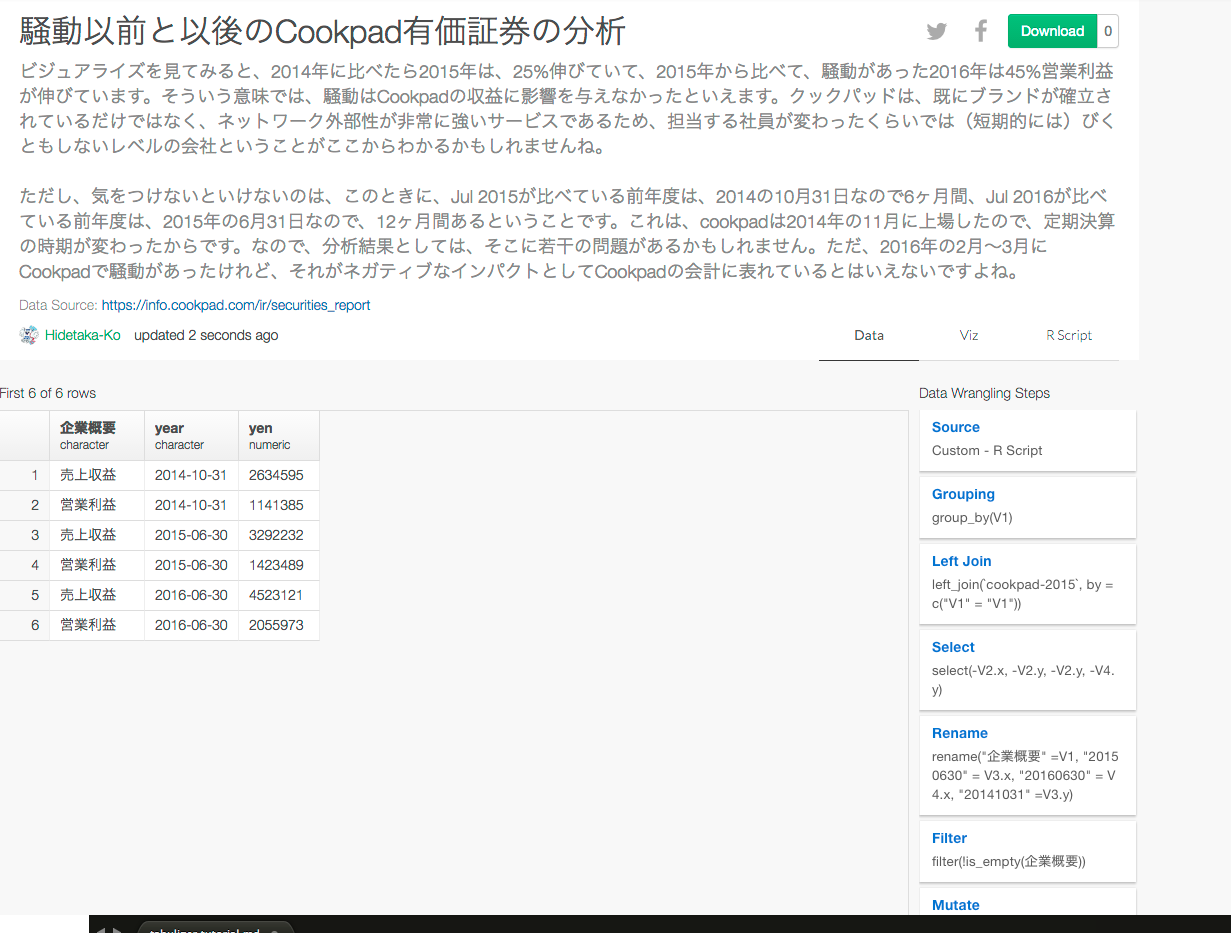 騒動以前と以後のCookpad有価証券の分析
Download 0
ビジュアライズを見てみると、2014年に比べたら2015年は、25%伸びていて、2015年から比べて、騒動があった2016年は45%営業利益
が伸びています。そういう意味では、騒動はCookpadの収益に影響を与えなかったといえます。クックパッドは、既にブランドが確立さ
れているだけではなく、ネットワーク外部性が非常に強いサービスであるため、担当する社員が変わったくらいでは（短期的には）びく
ともしないレベルの会社ということがここからわかるかもしれませんね。
ただし、気をつけないといけないのは、このときに、Jul 2015が比べている前年度は、2014の10月31日なので6ヶ月間、Jul 2016が比べ
ている前年度は、2015年の6月31日なので、12ヶ月間あるということです。これは、cookpadは2014年の11月に上場したので、定期決算
の時期が変わったからです。なので、分析結果としては、そこに若干の問題があるかもしれません。ただ、2016年の2月〜3月に
Cookpadで騒動があったけれど、それがネガティブなインパクトとしてCookpadの会計に表れているとはいえないですよね。
Data Source: https://info.cookpad.com/ir/securities_report
Hidetaka-Ko updated 2 seconds ago
Data Viz R Script
First 6 of 6 rows
企業概要 year yen
character character numeric
1 売上収益 2014-10-31 2634595
2 営業利益 2014-10-31 1141385
3 売上収益 2015-06-30 3292232
4 営業利益 2015-06-30 1423489
5 売上収益 2016-06-30 4523121
6 営業利益 2016-06-30 2055973
Data Wrangling Steps
Source
Custom - R Script
Grouping
group_by(V1)
Left Join
left_join(`cookpad-2015`, by =
c("V1" = "V1"))
Select
select(-V2.x, -V2.y, -V2.y, -V4.
y)
Rename
rename("企業概要" =V1, "2015
0630" = V3.x, "20160630" = V
4.x, "20141031" =V3.y)
Filter
filter(!is_empty(企業概要))
Mutate